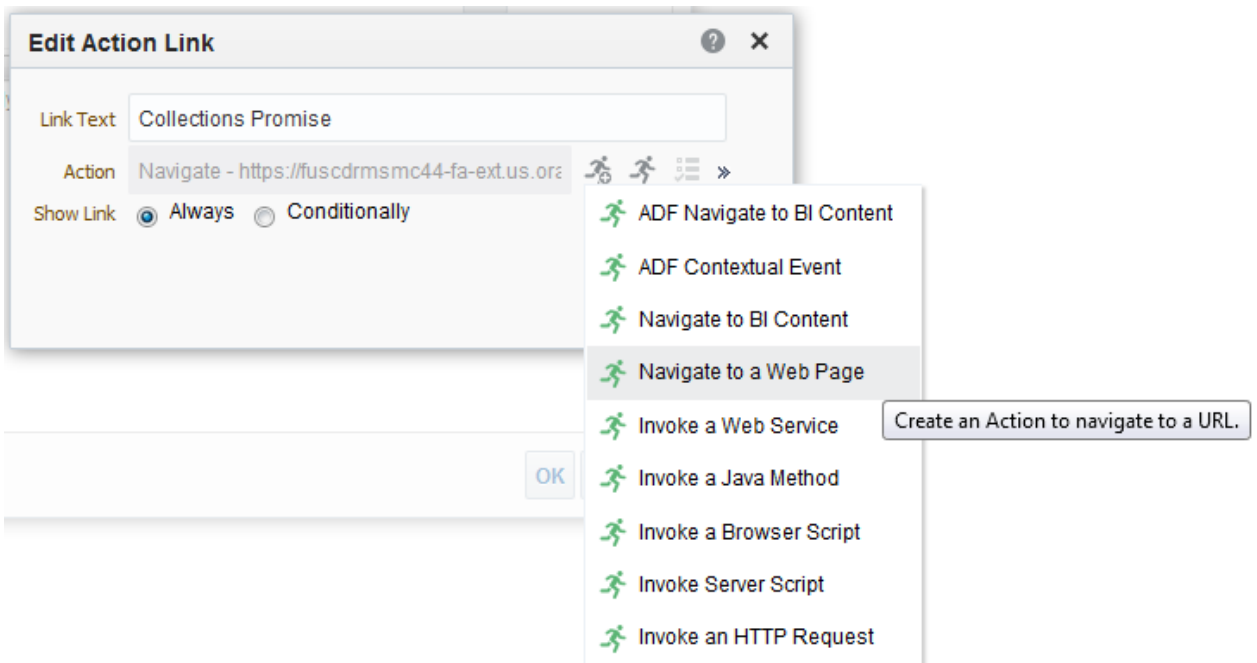 Edit Action Link
Link Text Collections Promise
Action Navigate - https://fuscdrmsmc44-fa-ext.us.ora
Show Link Always Conditionally
ADF Navigate to BI Content
ADF Contextual Event
Navigate to BI Content
Navigate to a Web Page
Create an Action to navigate to a URL.
Invoke a Web Service
OK
Invoke a Java Method
Invoke a Browser Script
Invoke Server Script
Invoke an HTTP Request